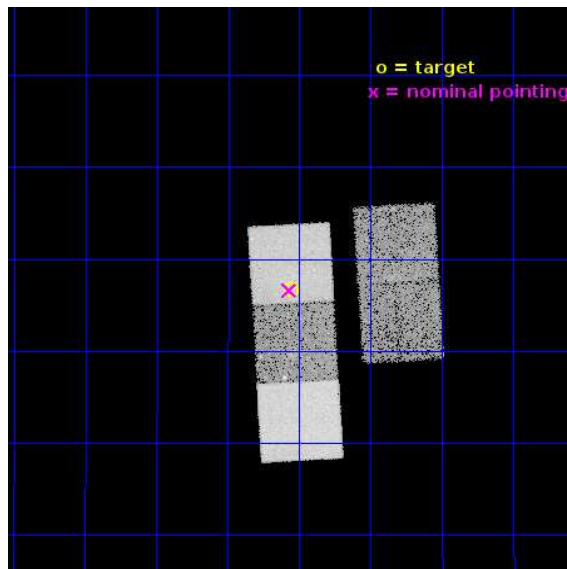 o = target
x = nominal pointing